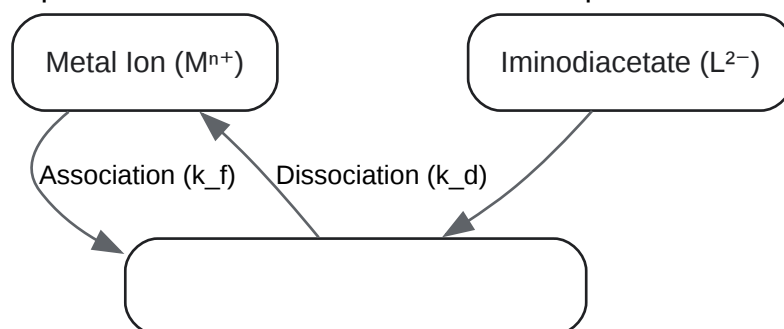 Metal Ion (Mⁿ⁺)
Iminodiacetate (L²⁻)
Association (k_f)
Dissociation (k_d)